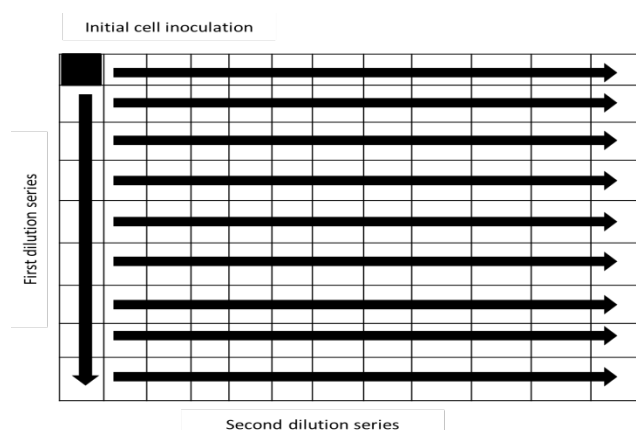 Initial cell inoculation
First dilution series
Second dilution series